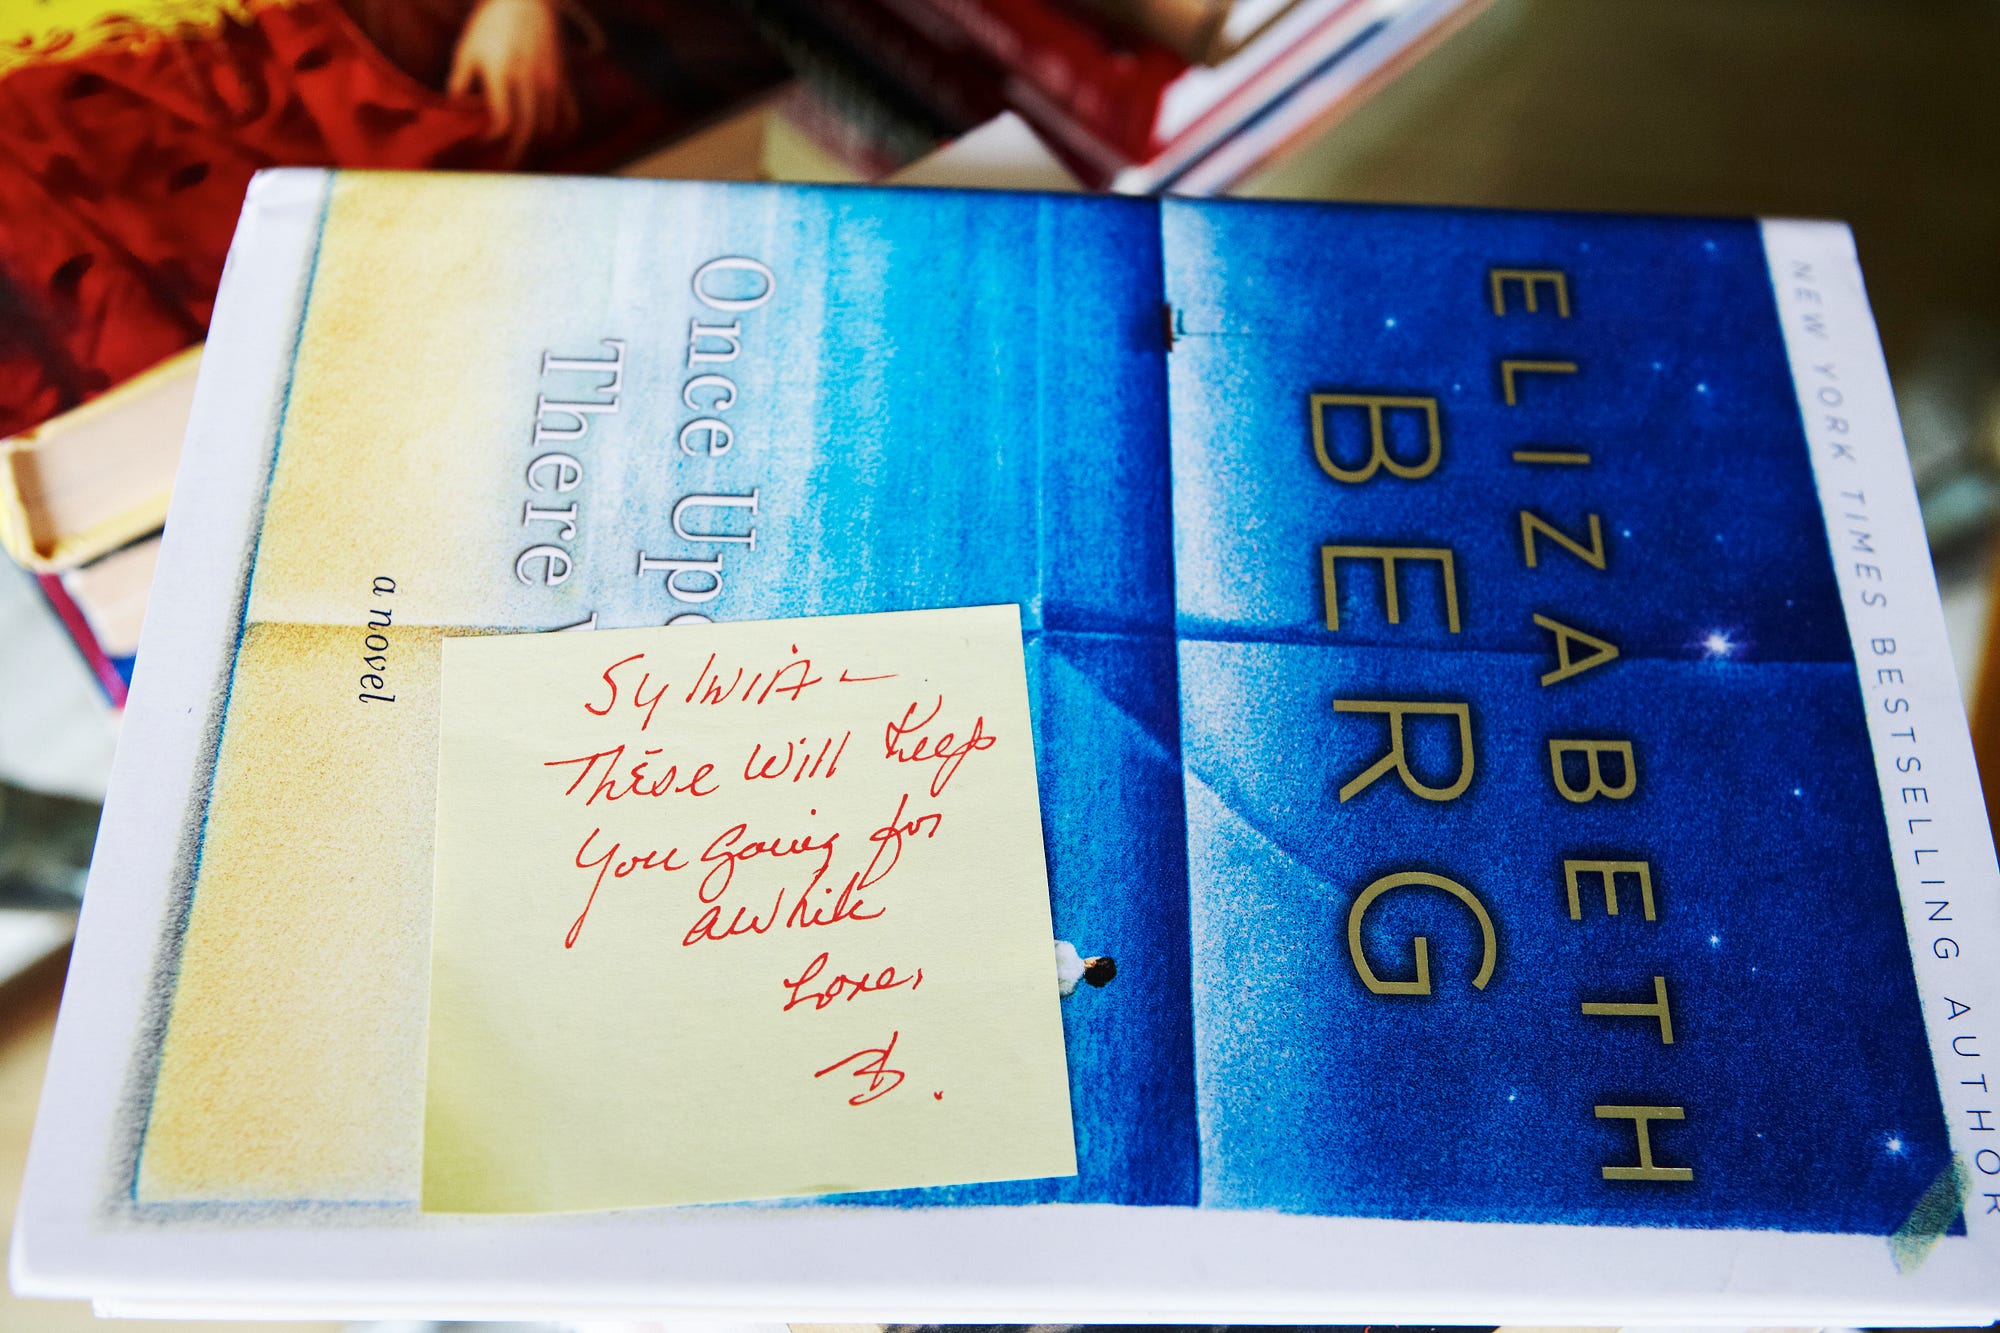 NEW YORK TIMES BESTSELLING AUTHOR
ELIZABETH
BERG
Once Upo
There
a novel
Sylvia –
These will keep
you going for
awhile
Love,
B.